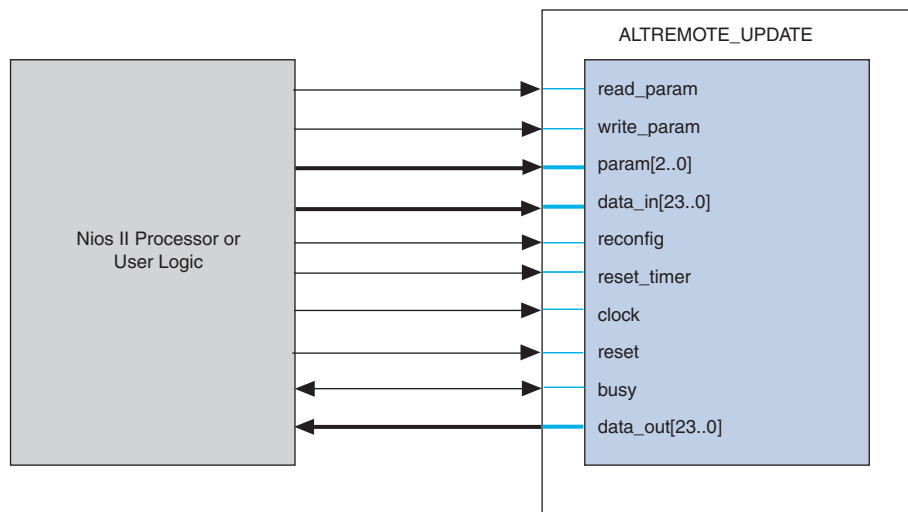 ALTREMOTE_UPDATE
Nios II Processor or
User Logic
read_param
write_param
param[2..0]
data_in[23..0]
reconfig
reset_timer
clock
reset
busy
data_out[23..0]